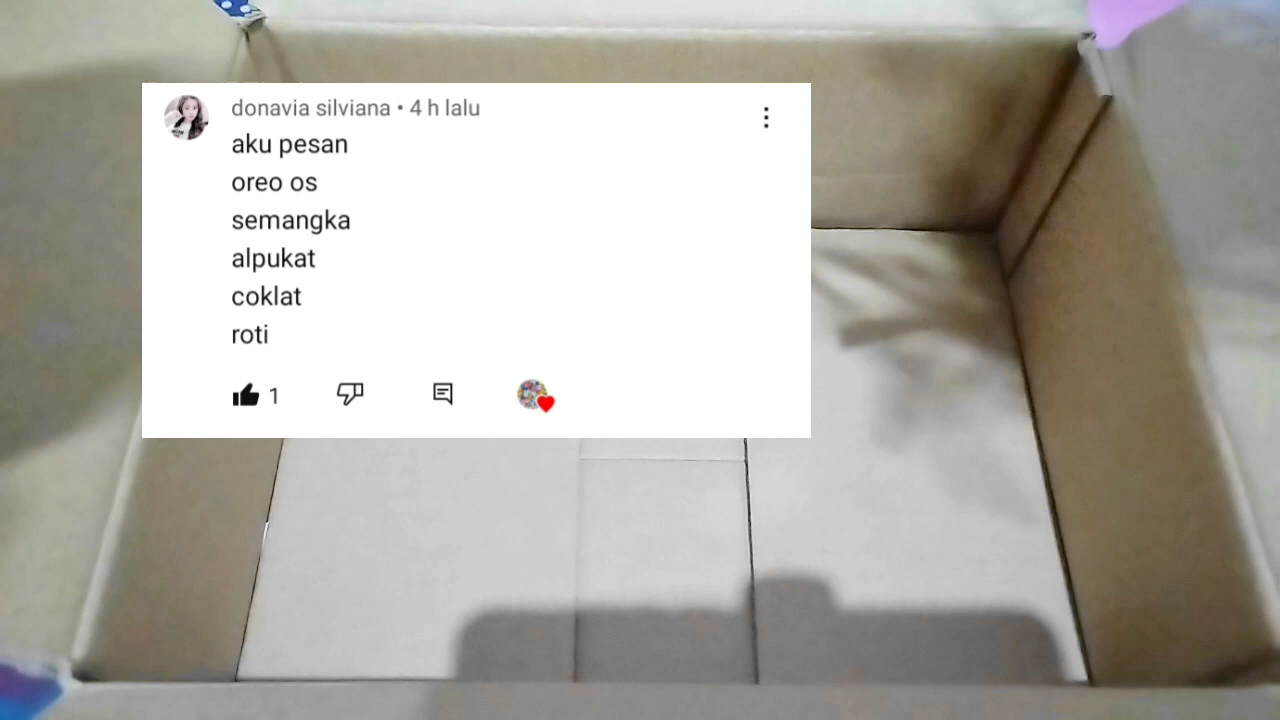 donavia silviana • 4 h lalu
aku pesan
oreo os
semangka
alpukat
coklat
roti
1